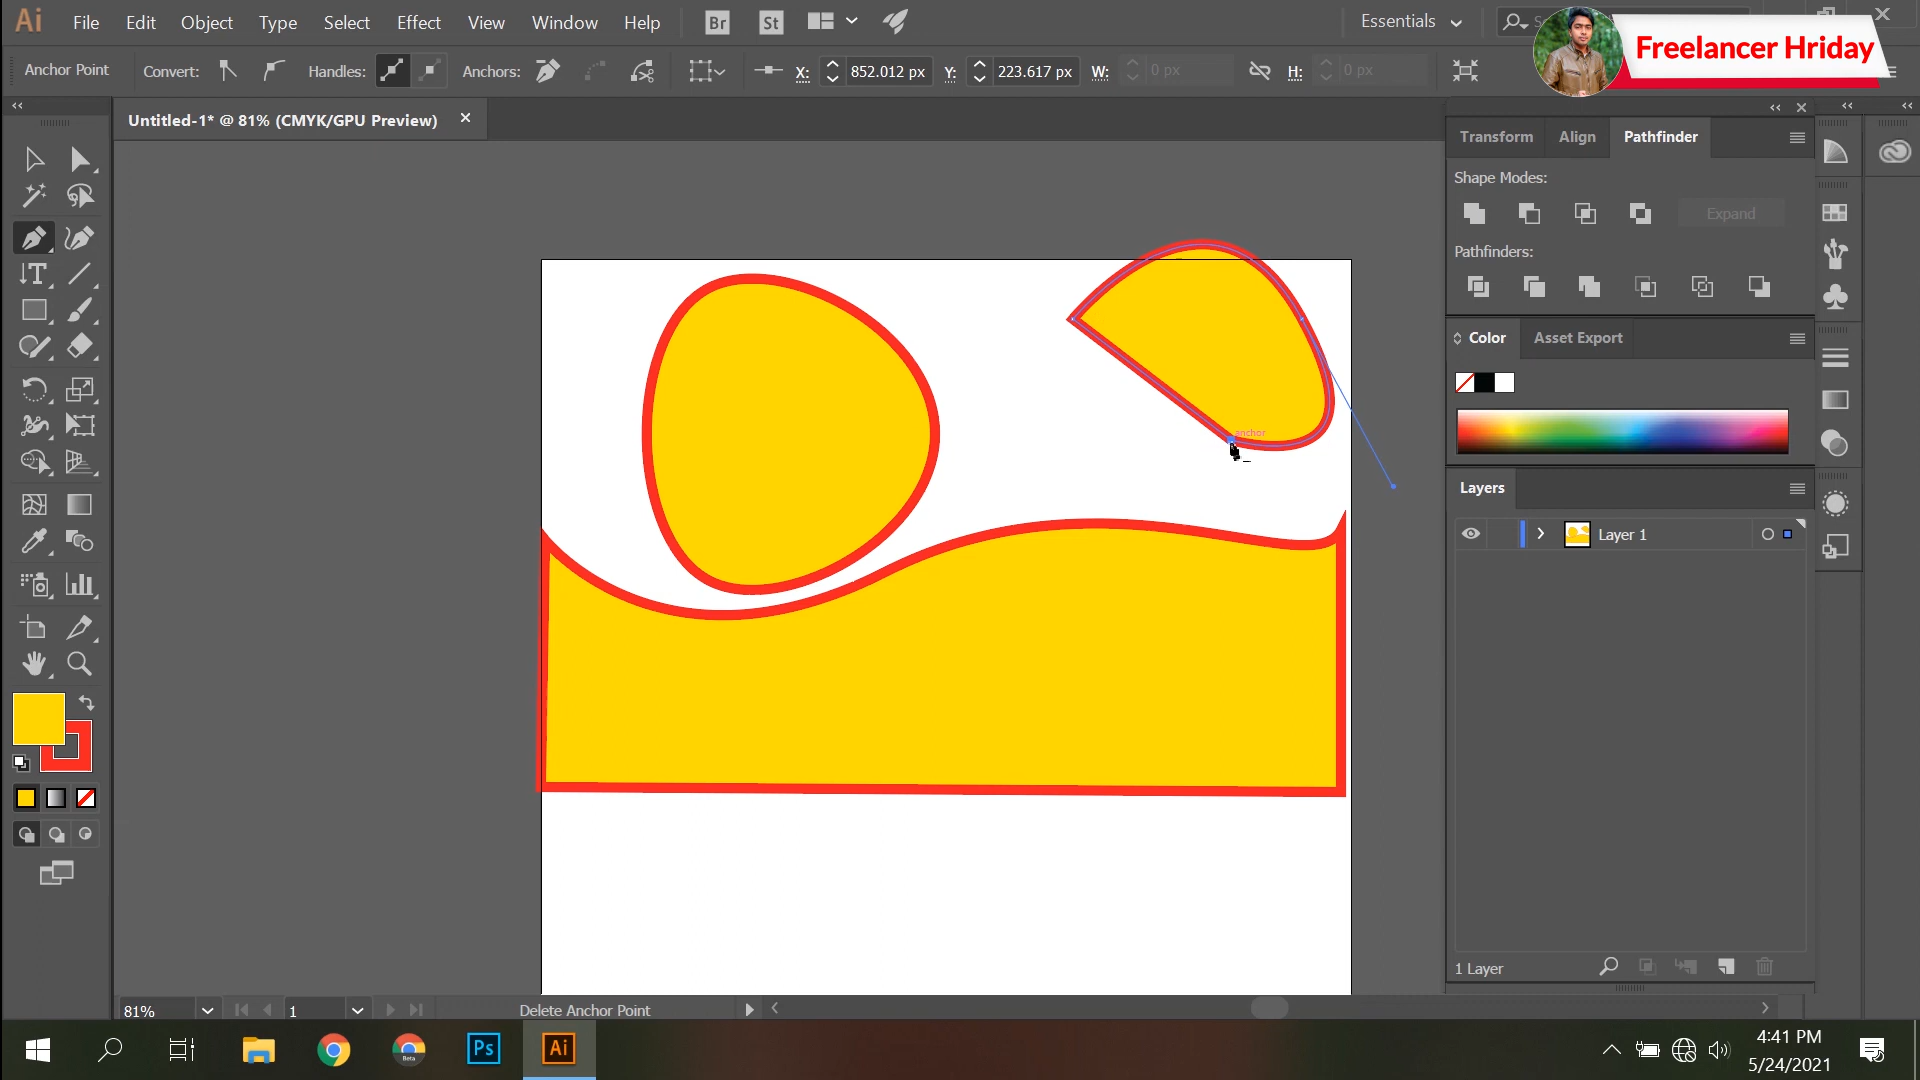 Ai File Edit Object Type Select Effect View Window Help Br St Essentials
Freelancer Hriday
Anchor Point Convert: Handles: Anchors: X: 852.012 px Y: 223.617 px W: 0 px H: 0 px
Untitled-1* @ 81% (CMYK/GPU Preview)
Transform Align Pathfinder
Shape Modes:
Expand
Pathfinders:
Color Asset Export
anchor
Layers
Layer 1
1 Layer
81% 1 Delete Anchor Point
Beta Ps Ai
4:41 PM
5/24/2021